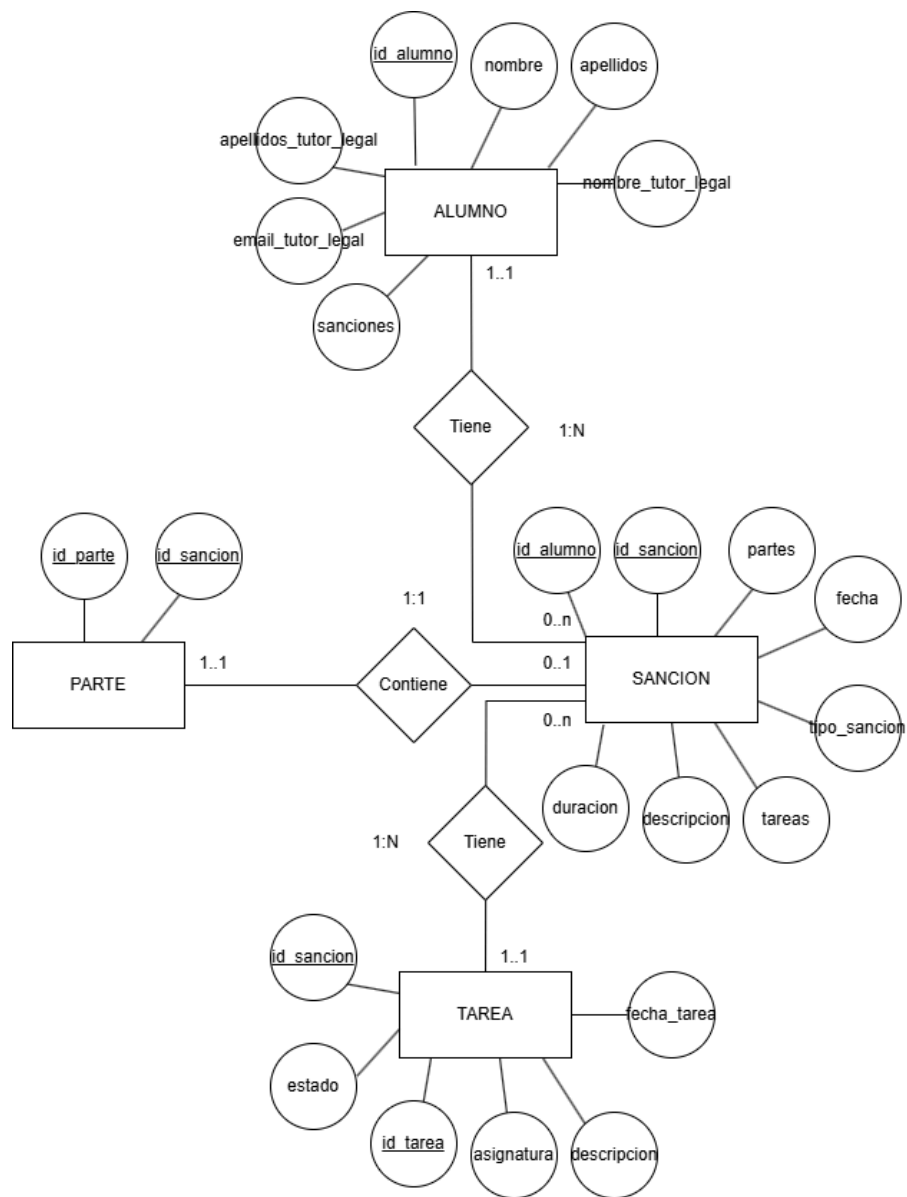 id_alumno
nombre
apellidos
apellidos_tutor_legal
nombre_tutor_legal
ALUMNO
email_tutor_legal
1..1
sanciones
Tiene
1:N
id_alumno
id_sancion
partes
id_parte
id_sancion
fecha
1:1
0..n
1..1
0..1
PARTE
Contiene
SANCION
0..n
tipo_sancion
duracion
descripcion
tareas
1:N
Tiene
id_sancion
1..1
TAREA
fecha_tarea
estado
id_tarea
asignatura
descripcion